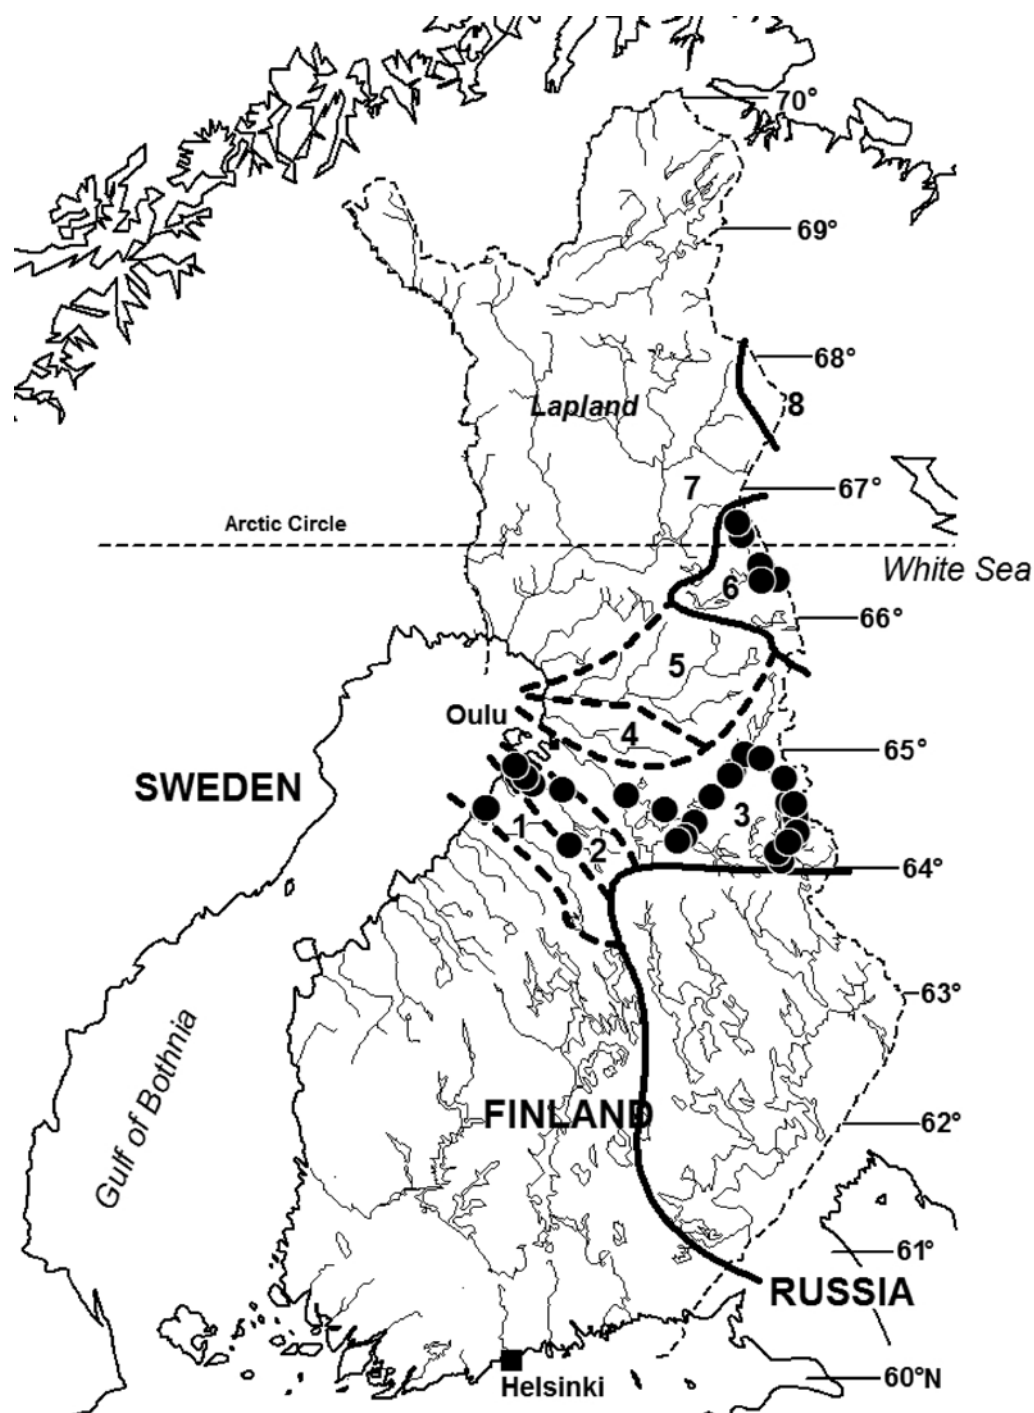 70°
69°
68°
Lapland
8
67°
7
Arctic Circle
White Sea
6
66°
5
Oulu
4
65°
SWEDEN
3
1
2
64°
63°
Gulf of Bothnia
FINLAND
62°
61°
RUSSIA
60°N
Helsinki